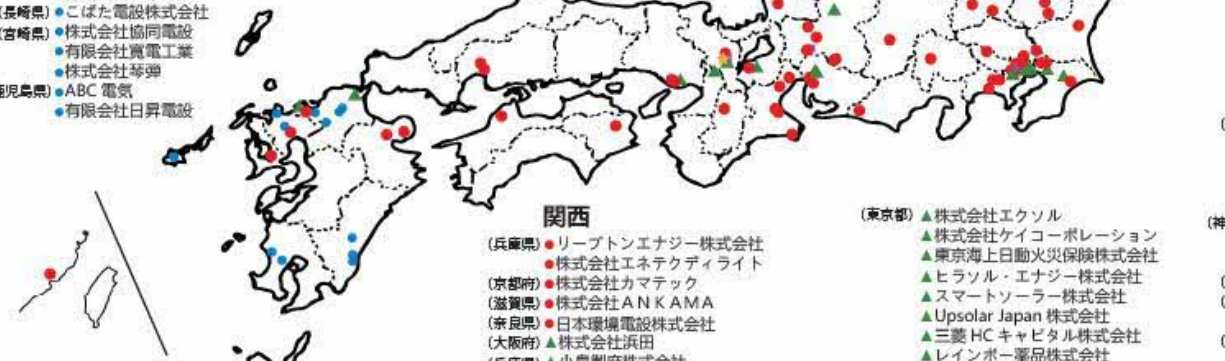 (長崎県) ●こばた電設株式会社
(宮崎県) ●株式会社協同電設
●有限会社寛電工業
●株式会社琴弾
鹿児島県) ●ABC 電気
●有限会社日昇電設
関西
(兵庫県) ●リープトンエナジー株式会社
●株式会社エネテクディライト
(京都府) ●株式会社カマテック
(滋賀県) ●株式会社ANKAMA
(奈良県) ●日本環境電設株式会社
(大阪府) ▲株式会社浜田
(東京都) ▲株式会社エクソル
▲株式会社ケイコーポレーション
▲東京海上日動火災保険株式会社
▲ヒラソル・エナジー株式会社
▲スマートソーラー株式会社
▲Upsolar Japan 株式会社
▲三菱 HC キャピタル株式会社
▲レインボー薬品株式会社
(神